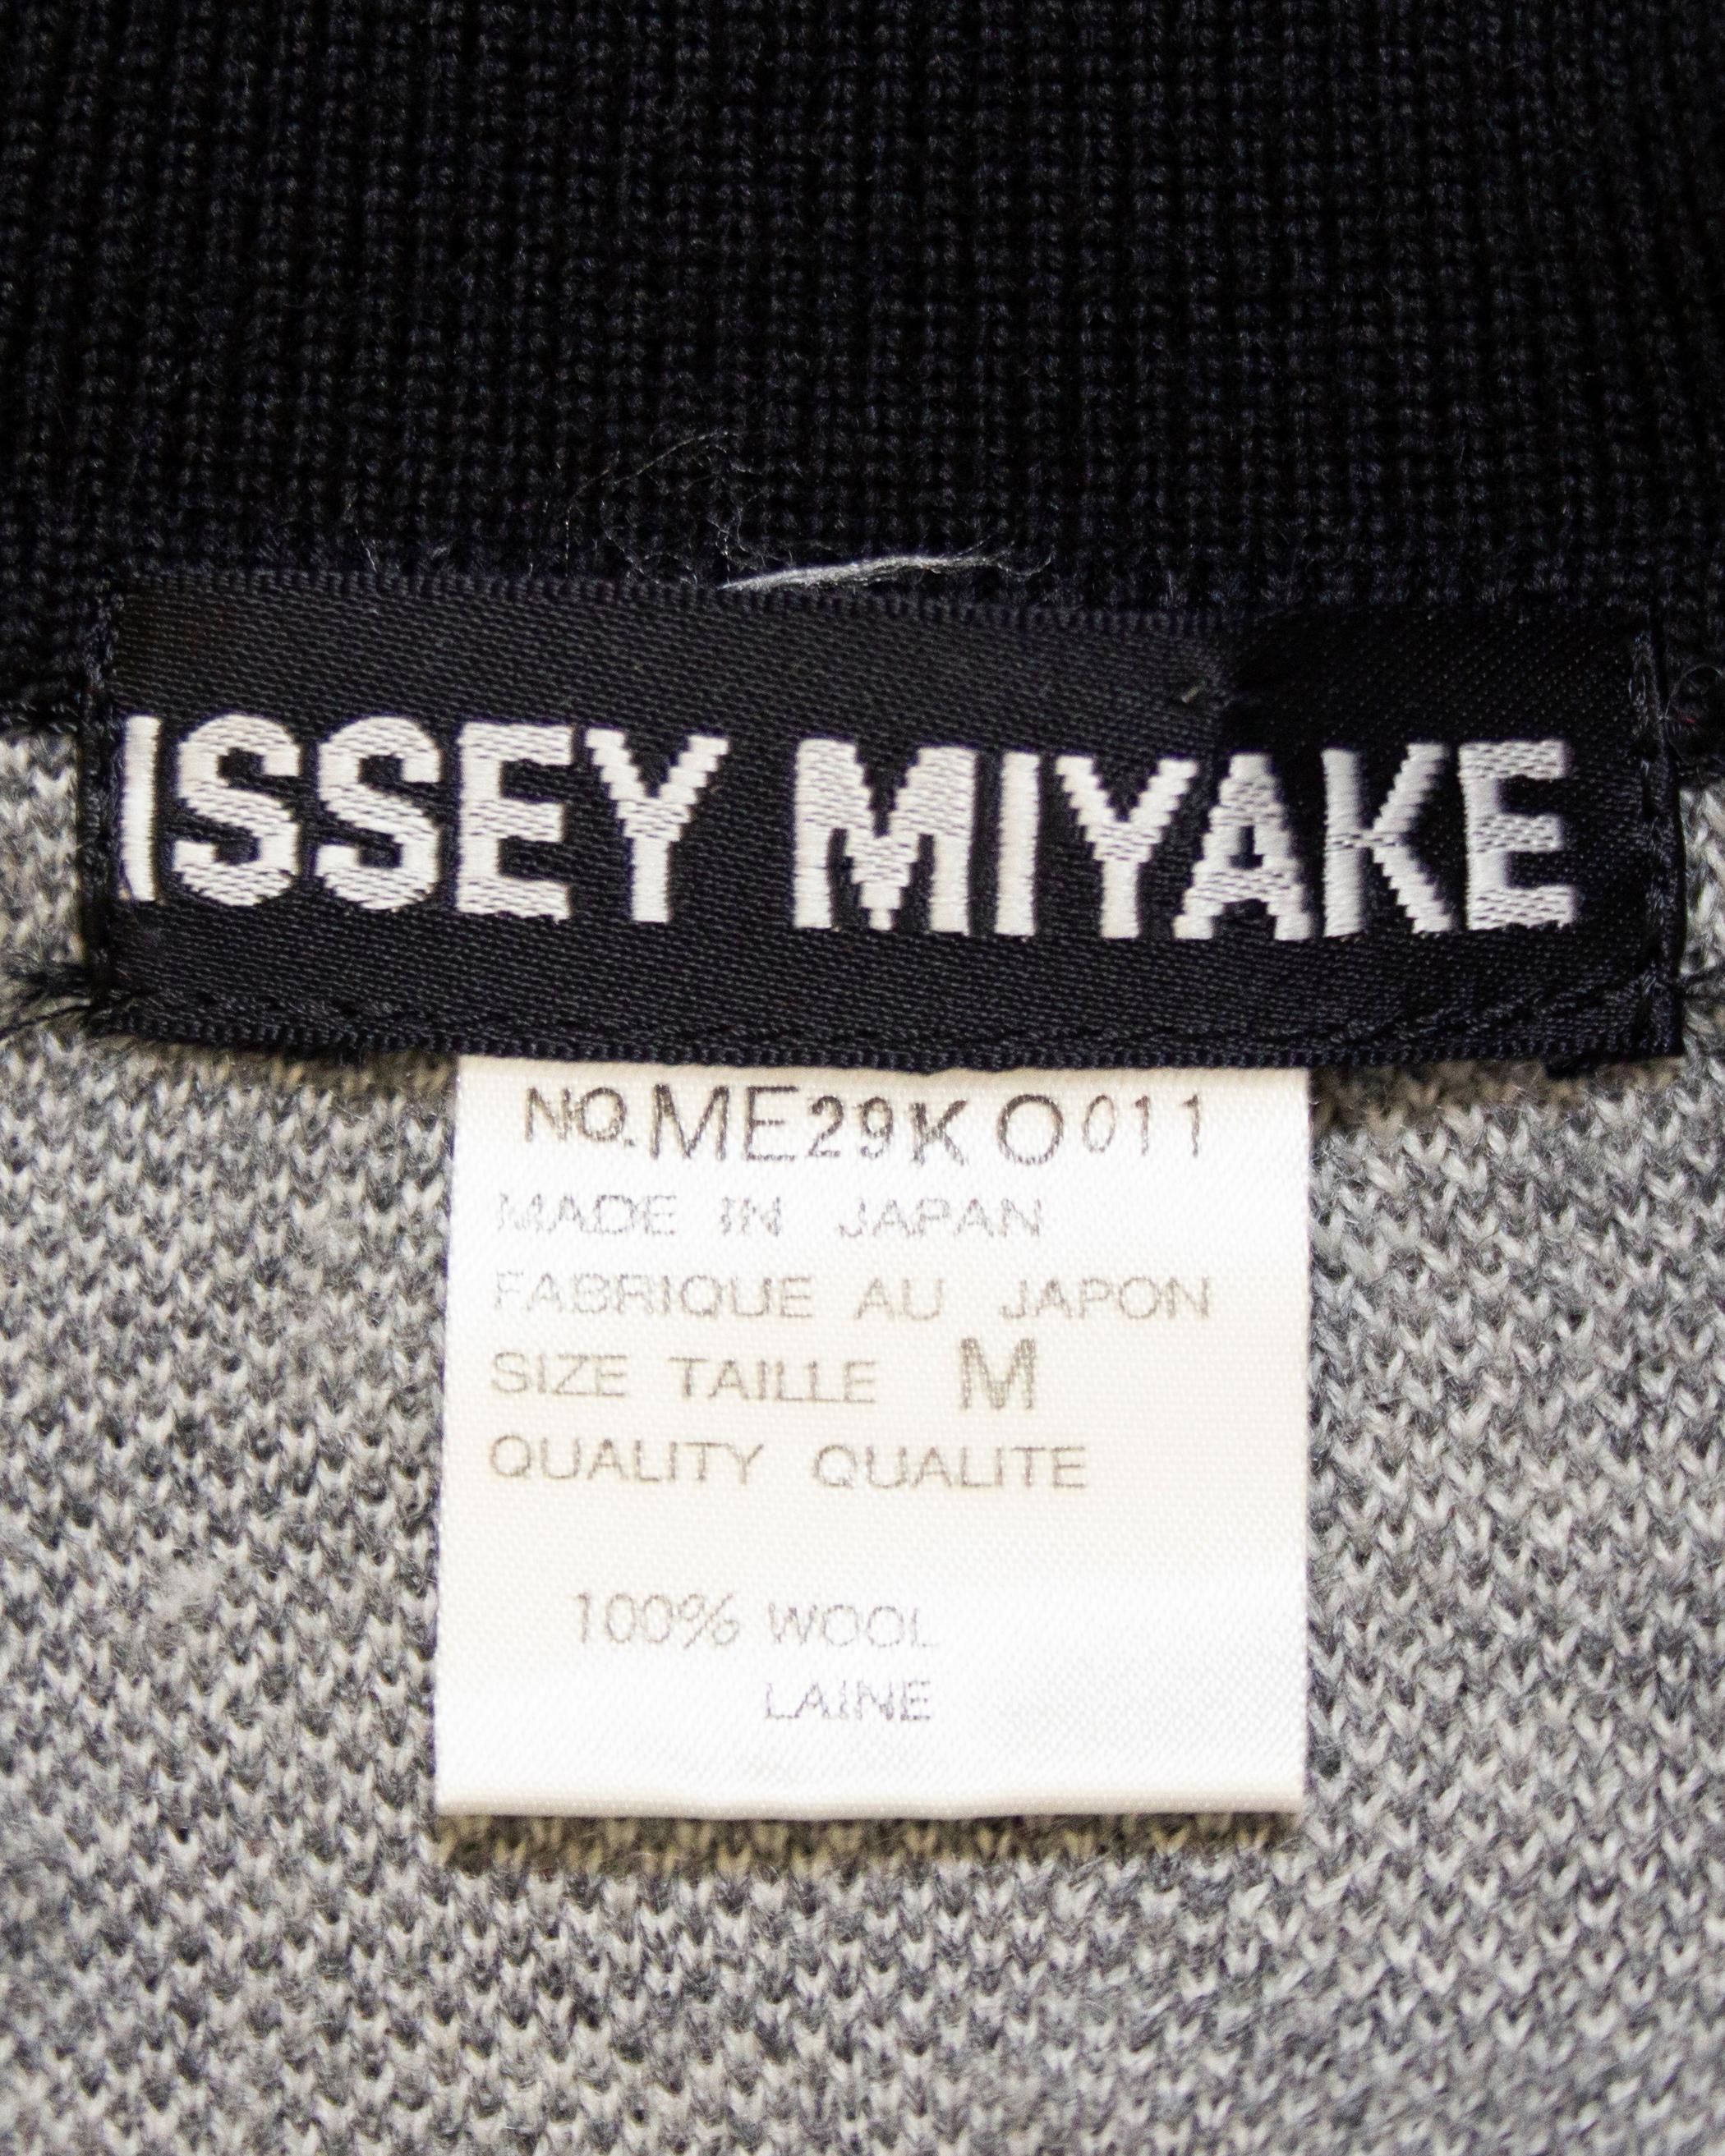 ISSEY MIYAKE
NO.ME29KO011
MADE IN JAPAN
FABRIQUE AU JAPON
SIZE TAILLE M
QUALITY QUALITE
100% WOOL
LAINE